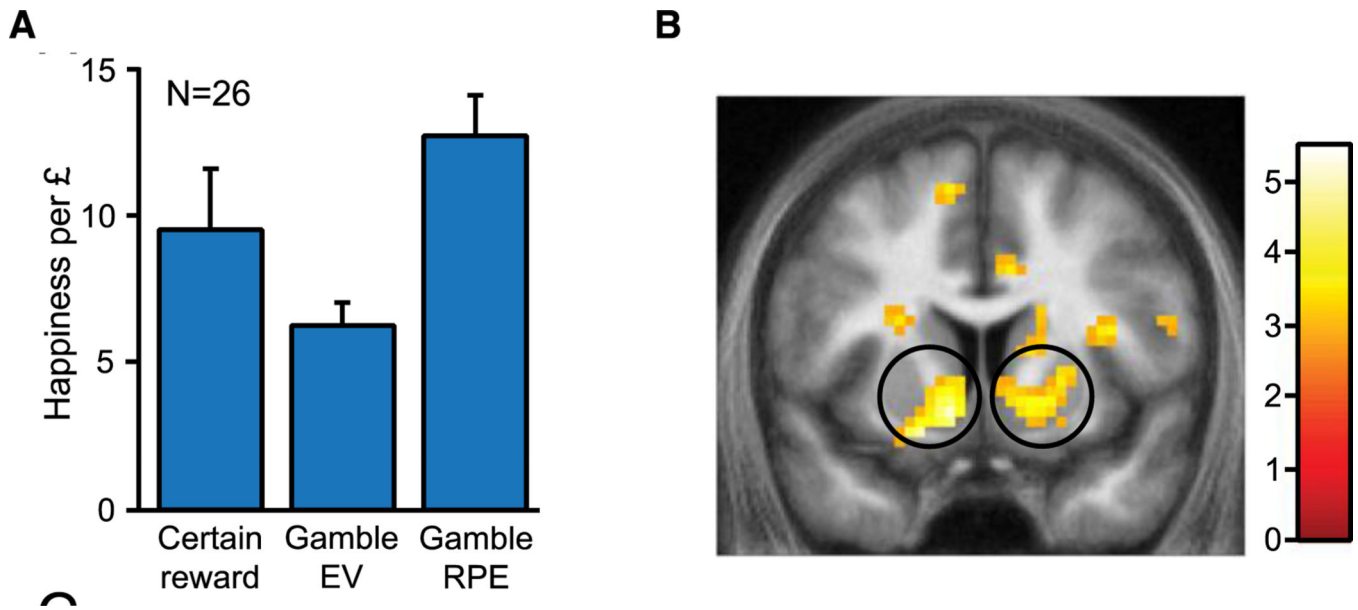 A
B
15
N=26
10
5
0
Happiness per £
Certain
reward
Gamble
EV
Gamble
RPE
5
4
3
2
1
0